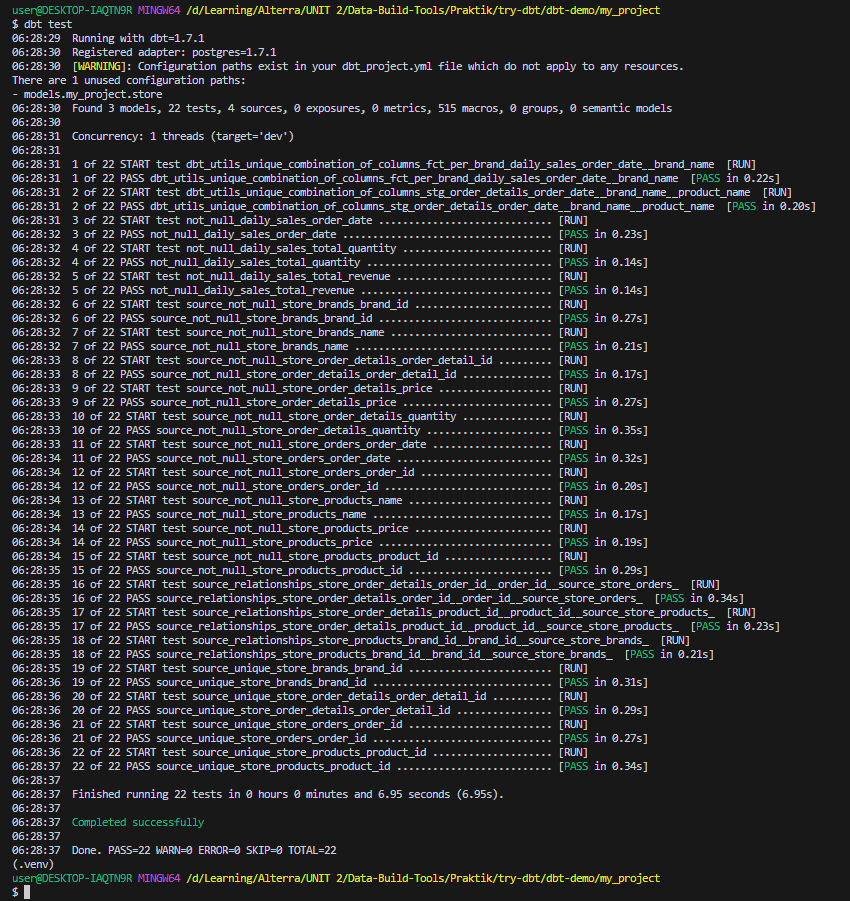 user@DESKTOP-IAQTN9R MINGW64 /d/Learning/Alterra/UNIT 2/Data-Build-Tools/Praktik/try-dbt/dbt-demo/my_project
$ dbt test
06:28:29  Running with dbt=1.7.1
06:28:30  Registered adapter: postgres=1.7.1
06:28:30  [WARNING]: Configuration paths exist in your dbt_project.yml file which do not apply to any resources.
There are 1 unused configuration paths:
- models.my_project.store
06:28:30  Found 3 models, 22 tests, 4 sources, 0 exposures, 0 metrics, 515 macros, 0 groups, 0 semantic models
06:28:30
06:28:31  Concurrency: 1 threads (target='dev')
06:28:31
06:28:31  1 of 22 START test dbt_utils_unique_combination_of_columns_fct_per_brand_daily_sales_order_date__brand_name  [RUN]
06:28:31  1 of 22 PASS dbt_utils_unique_combination_of_columns_fct_per_brand_daily_sales_order_date__brand_name  [PASS in 0.22s]
06:28:31  2 of 22 START test dbt_utils_unique_combination_of_columns_stg_order_details_order_date__brand_name__product_name  [RUN]
06:28:31  2 of 22 PASS dbt_utils_unique_combination_of_columns_stg_order_details_order_date__brand_name__product_name  [PASS in 0.20s]
06:28:31  3 of 22 START test not_null_daily_sales_order_date ............................. [RUN]
06:28:32  3 of 22 PASS not_null_daily_sales_order_date ................................... [PASS in 0.23s]
06:28:32  4 of 22 START test not_null_daily_sales_total_quantity ......................... [RUN]
06:28:32  4 of 22 PASS not_null_daily_sales_total_quantity ............................... [PASS in 0.14s]
06:28:32  5 of 22 START test not_null_daily_sales_total_revenue .......................... [RUN]
06:28:32  5 of 22 PASS not_null_daily_sales_total_revenue ................................ [PASS in 0.14s]
06:28:32  6 of 22 START test source_not_null_store_brands_brand_id ....................... [RUN]
06:28:32  6 of 22 PASS source_not_null_store_brands_brand_id ............................. [PASS in 0.27s]
06:28:32  7 of 22 START test source_not_null_store_brands_name ........................... [RUN]
06:28:32  7 of 22 PASS source_not_null_store_brands_name ................................. [PASS in 0.21s]
06:28:33  8 of 22 START test source_not_null_store_order_details_order_detail_id ......... [RUN]
06:28:33  8 of 22 PASS source_not_null_store_order_details_order_detail_id ............... [PASS in 0.17s]
06:28:33  9 of 22 START test source_not_null_store_order_details_price ................... [RUN]
06:28:33  9 of 22 PASS source_not_null_store_order_details_price ......................... [PASS in 0.27s]
06:28:33  10 of 22 START test source_not_null_store_order_details_quantity ............... [RUN]
06:28:33  10 of 22 PASS source_not_null_store_order_details_quantity ..................... [PASS in 0.35s]
06:28:33  11 of 22 START test source_not_null_store_orders_order_date .................... [RUN]
06:28:34  11 of 22 PASS source_not_null_store_orders_order_date .......................... [PASS in 0.32s]
06:28:34  12 of 22 START test source_not_null_store_orders_order_id ...................... [RUN]
06:28:34  12 of 22 PASS source_not_null_store_orders_order_id ............................ [PASS in 0.20s]
06:28:34  13 of 22 START test source_not_null_store_products_name ........................ [RUN]
06:28:34  13 of 22 PASS source_not_null_store_products_name .............................. [PASS in 0.17s]
06:28:34  14 of 22 START test source_not_null_store_products_price ....................... [RUN]
06:28:34  14 of 22 PASS source_not_null_store_products_price ............................. [PASS in 0.19s]
06:28:34  15 of 22 START test source_not_null_store_products_product_id .................. [RUN]
06:28:35  15 of 22 PASS source_not_null_store_products_product_id ........................ [PASS in 0.29s]
06:28:35  16 of 22 START test source_relationships_store_order_details_order_id__order_id__source_store_orders_  [RUN]
06:28:35  16 of 22 PASS source_relationships_store_order_details_order_id__order_id__source_store_orders_  [PASS in 0.34s]
06:28:35  17 of 22 START test source_relationships_store_order_details_product_id__product_id__source_store_products_  [RUN]
06:28:35  17 of 22 PASS source_relationships_store_order_details_product_id__product_id__source_store_products_  [PASS in 0.23s]
06:28:35  18 of 22 START test source_relationships_store_products_brand_id__brand_id__source_store_brands_  [RUN]
06:28:35  18 of 22 PASS source_relationships_store_products_brand_id__brand_id__source_store_brands_  [PASS in 0.21s]
06:28:35  19 of 22 START test source_unique_store_brands_brand_id ........................ [RUN]
06:28:36  19 of 22 PASS source_unique_store_brands_brand_id .............................. [PASS in 0.31s]
06:28:36  20 of 22 START test source_unique_store_order_details_order_detail_id .......... [RUN]
06:28:36  20 of 22 PASS source_unique_store_order_details_order_detail_id ................ [PASS in 0.29s]
06:28:36  21 of 22 START test source_unique_store_orders_order_id ........................ [RUN]
06:28:36  21 of 22 PASS source_unique_store_orders_order_id .............................. [PASS in 0.27s]
06:28:36  22 of 22 START test source_unique_store_products_product_id .................... [RUN]
06:28:37  22 of 22 PASS source_unique_store_products_product_id .......................... [PASS in 0.34s]
06:28:37
06:28:37  Finished running 22 tests in 0 hours 0 minutes and 6.95 seconds (6.95s).
06:28:37
06:28:37  Completed successfully
06:28:37
06:28:37  Done. PASS=22 WARN=0 ERROR=0 SKIP=0 TOTAL=22
(.venv)
user@DESKTOP-IAQTN9R MINGW64 /d/Learning/Alterra/UNIT 2/Data-Build-Tools/Praktik/try-dbt/dbt-demo/my_project
$